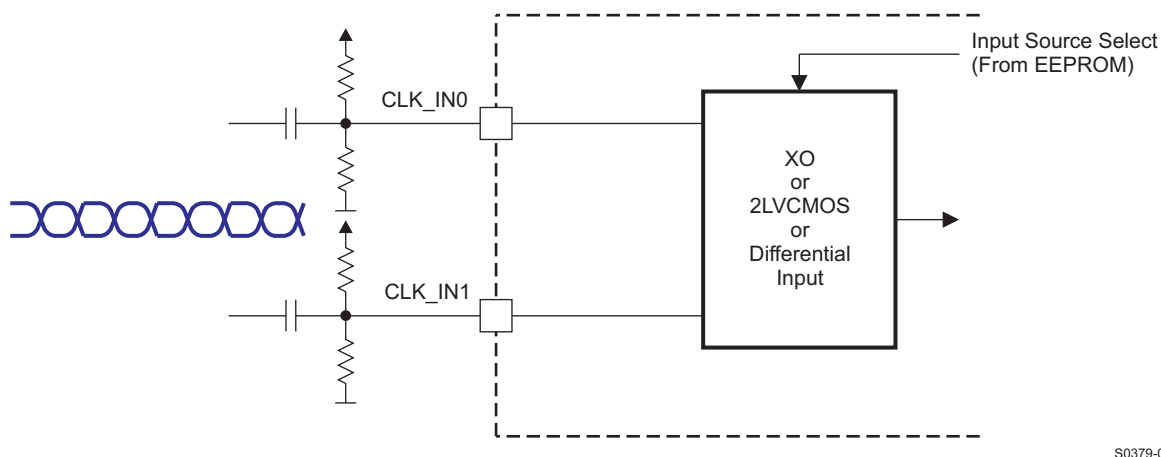 Input Source Select
(From EEPROM)
CLK_IN0
XO
or
2LVCMOS
or
Differential
Input
CLK_IN1